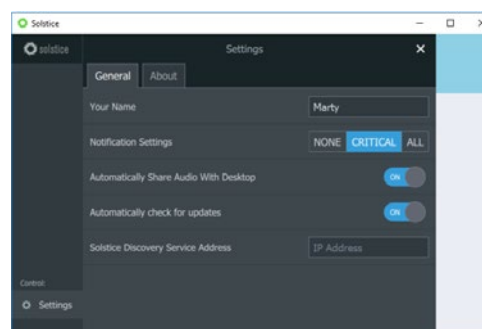 Solstice
solstice
Settings
General About
Your Name Marty
Notification Settings NONE CRITICAL ALL
Automatically Share Audio With Desktop ON
Automatically check for updates ON
Solstice Discovery Service Address IP Address
Control:
Settings